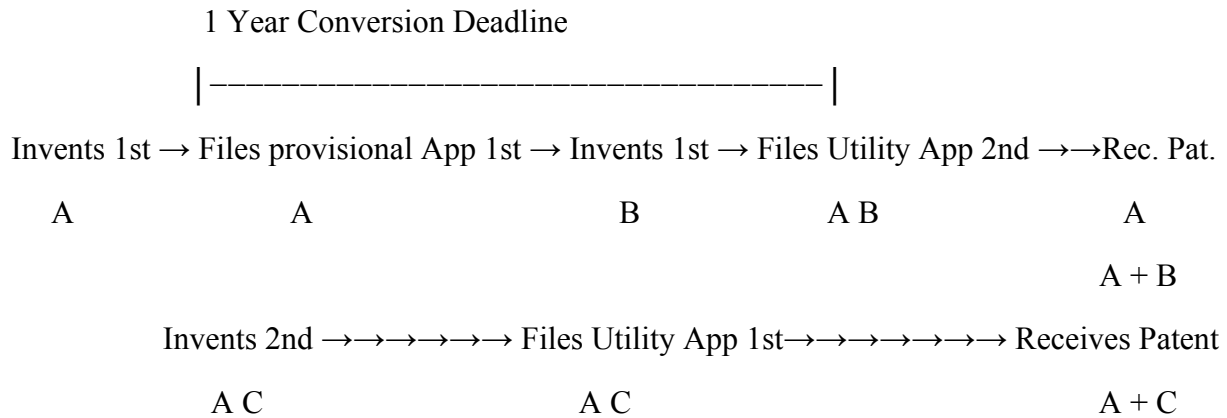 1 Year Conversion Deadline
|––––––––––––––––––––––––––––––––––|
Invents 1st → Files provisional App 1st → Invents 1st → Files Utility App 2nd →→Rec. Pat.
A A B A B A
A + B
Invents 2nd →→→→→→ Files Utility App 1st→→→→→→→ Receives Patent
A C A C A + C